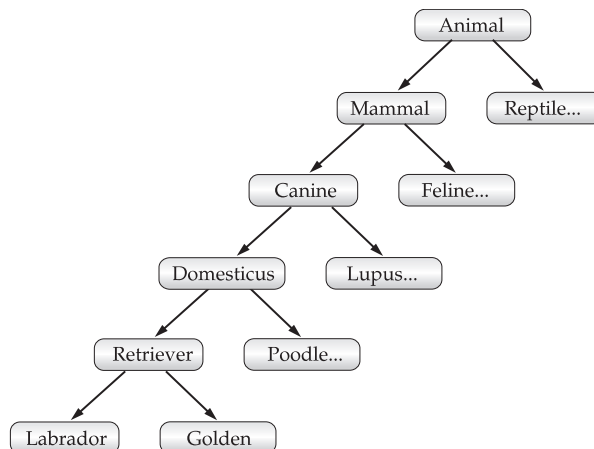 Animal
Mammal
Reptile...
Canine
Feline...
Domesticus
Lupus...
Retriever
Poodle...
Labrador
Golden